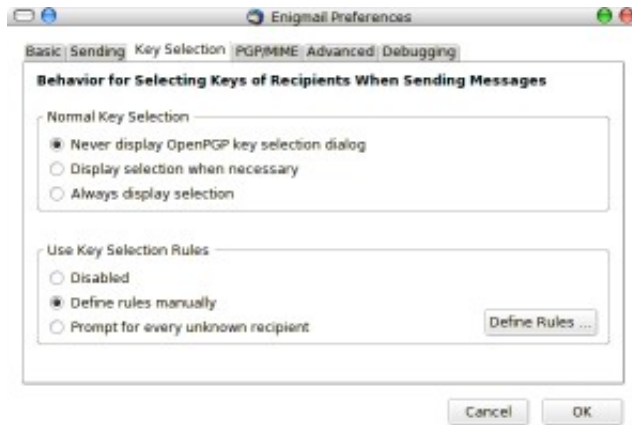 Enigmail Preferences
Basic Sending Key Selection PGP/MIME Advanced Debugging
Behavior for Selecting Keys of Recipients When Sending Messages
Normal Key Selection
Never display OpenPGP key selection dialog
Display selection when necessary
Always display selection
Use Key Selection Rules
Disabled
Define rules manually
Prompt for every unknown recipient
Define Rules ...
Cancel OK